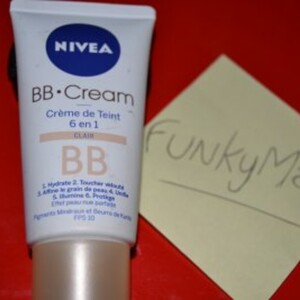 NIVEA
BB•Cream
Crème de Teint
6 en 1
CLAIR
BB
1. Hydrate 2. Toucher velouté
3. Affine le grain de peau 4. Unifie
5. Illumine 6. Protège
Effet peau nue parfaite
Pigments Minéraux et Beurre de Karité
FPS 10
FUNKyMa